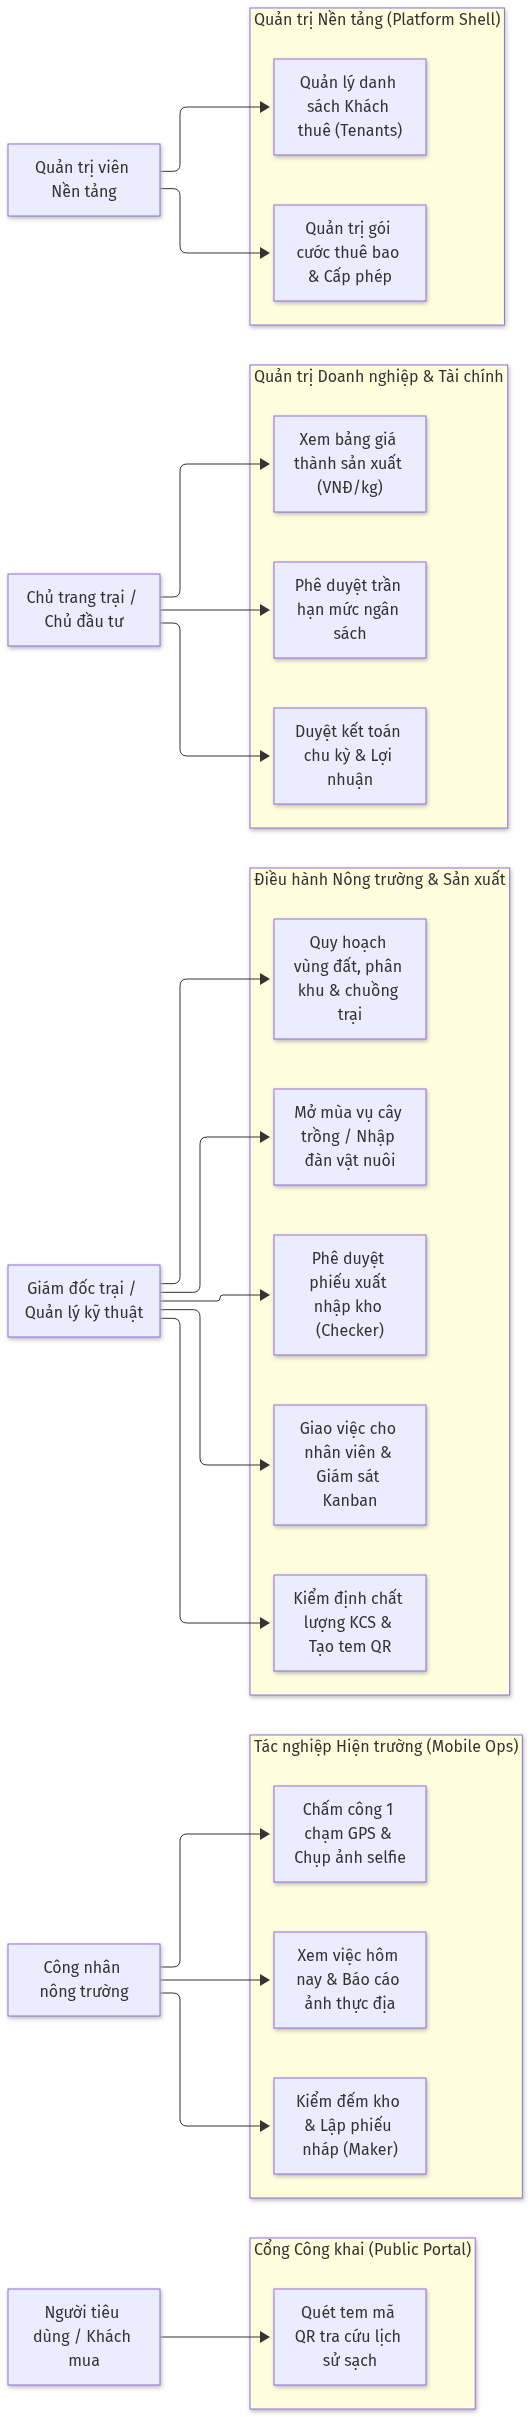 Quản trị Nền tảng (Platform Shell)
Quản trị viên
Nền tảng
Quản lý danh
sách Khách
thuê (Tenants)
Quản trị gói
cước thuê bao
& Cấp phép
Quản trị Doanh nghiệp & Tài chính
Chủ trang trại /
Chủ đầu tư
Xem bảng giá
thành sản xuất
(VNĐ/kg)
Phê duyệt trần
hạn mức ngân
sách
Duyệt kết toán
chu kỳ & Lợi
nhuận
Điều hành Nông trường & Sản xuất
Giám đốc trại /
Quản lý kỹ thuật
Quy hoạch
vùng đất, phân
khu & chuồng
trại
Mở mùa vụ cây
trồng / Nhập
đàn vật nuôi
Phê duyệt
phiếu xuất
nhập kho
(Checker)
Giao việc cho
nhân viên &
Giám sát
Kanban
Kiểm định chất
lượng KCS &
Tạo tem QR
Tác nghiệp Hiện trường (Mobile Ops)
Công nhân
nông trường
Chấm công 1
chạm GPS &
Chụp ảnh selfie
Xem việc hôm
nay & Báo cáo
ảnh thực địa
Kiểm đếm kho
& Lập phiếu
nháp (Maker)
Cổng Công khai (Public Portal)
Người tiêu
dùng / Khách
mua
Quét tem mã
QR tra cứu lịch
sử sạch